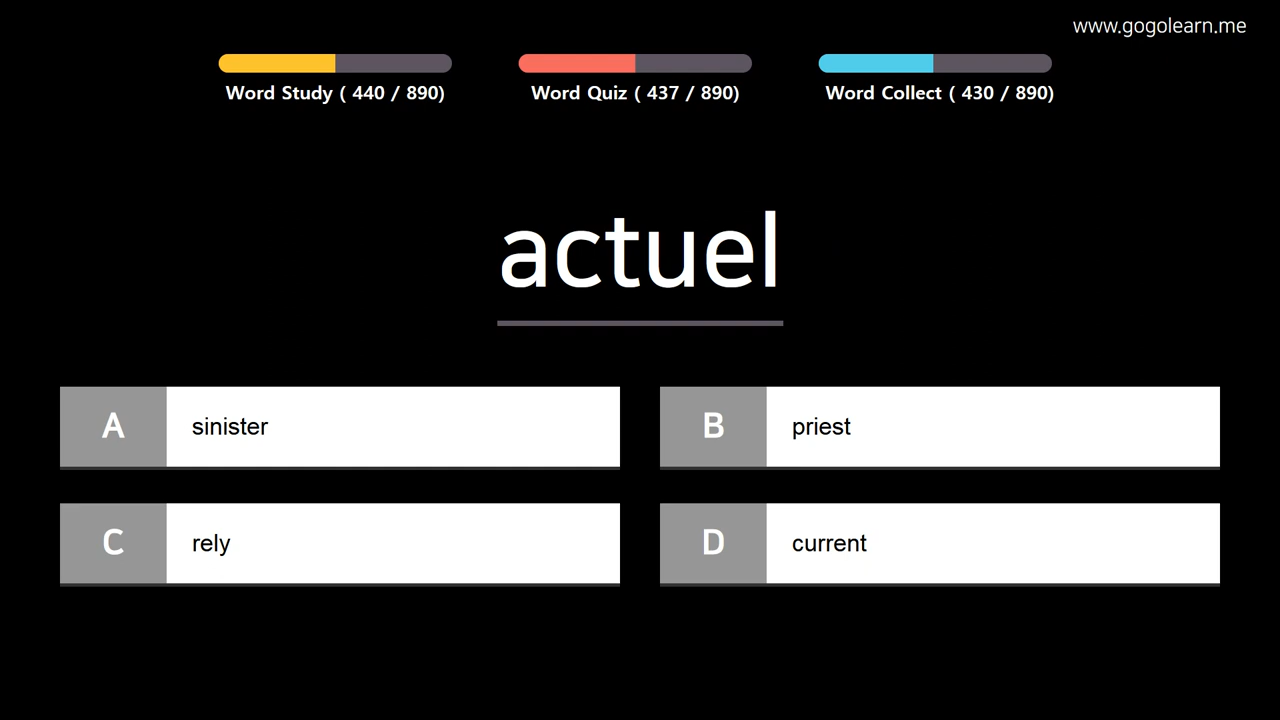 www.gogolearn.me
Word Study ( 440 / 890)
Word Quiz ( 437 / 890)
Word Collect ( 430 / 890)
actuel
A sinister
B priest
C rely
D current